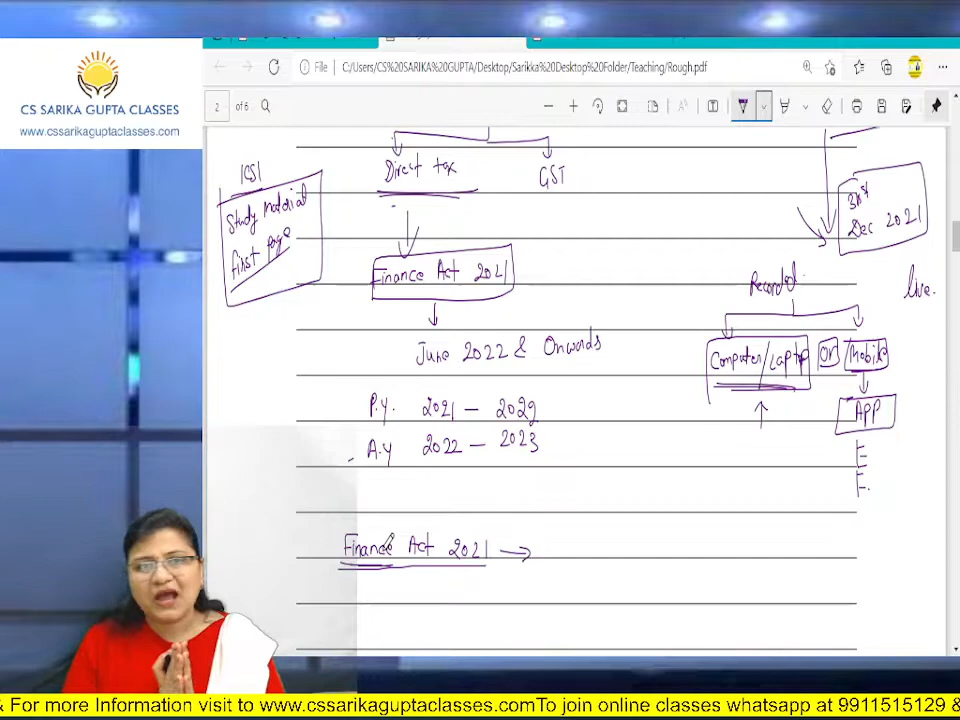 CS SARIKA GUPTA CLASSES
www.cssarikaguptaclasses.com
File
C:/Users/CS%20SARIKA%20GUPTA/Desktop/Sarikka%20Desktop%20Folder/Teaching/Rough.pdf
2 of 6
ICSI
Study Material
first page
Direct tax
GST
31st
Dec 2021
Finance Act 2021
Recorded
live.
June 2022 & Onwards
Computer/Laptop
Or
Mobile
APP
P.Y. 2021 - 2022
A.Y 2022 - 2023
Finance Act 2021
& For more Information visit to www.cssarikaguptaclasses.comTo join online classes whatsapp at 9911515129 &